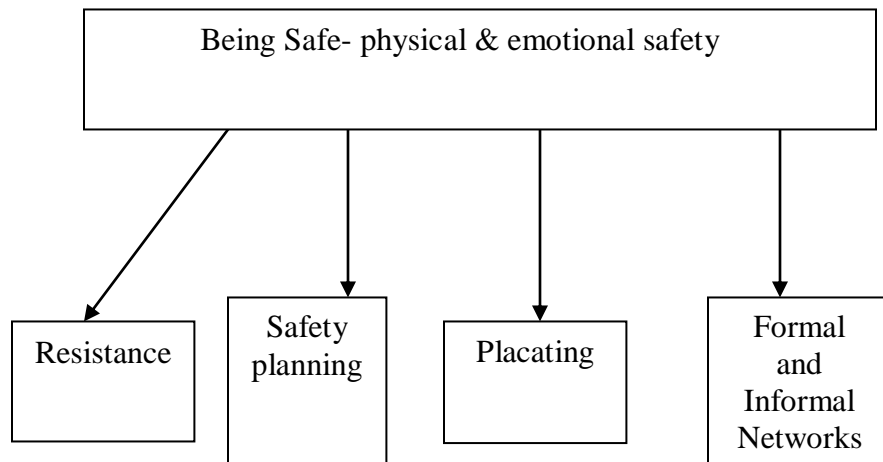 Being Safe- physical & emotional safety
Resistance
Safety
planning
Placating
Formal
and
Informal
Networks